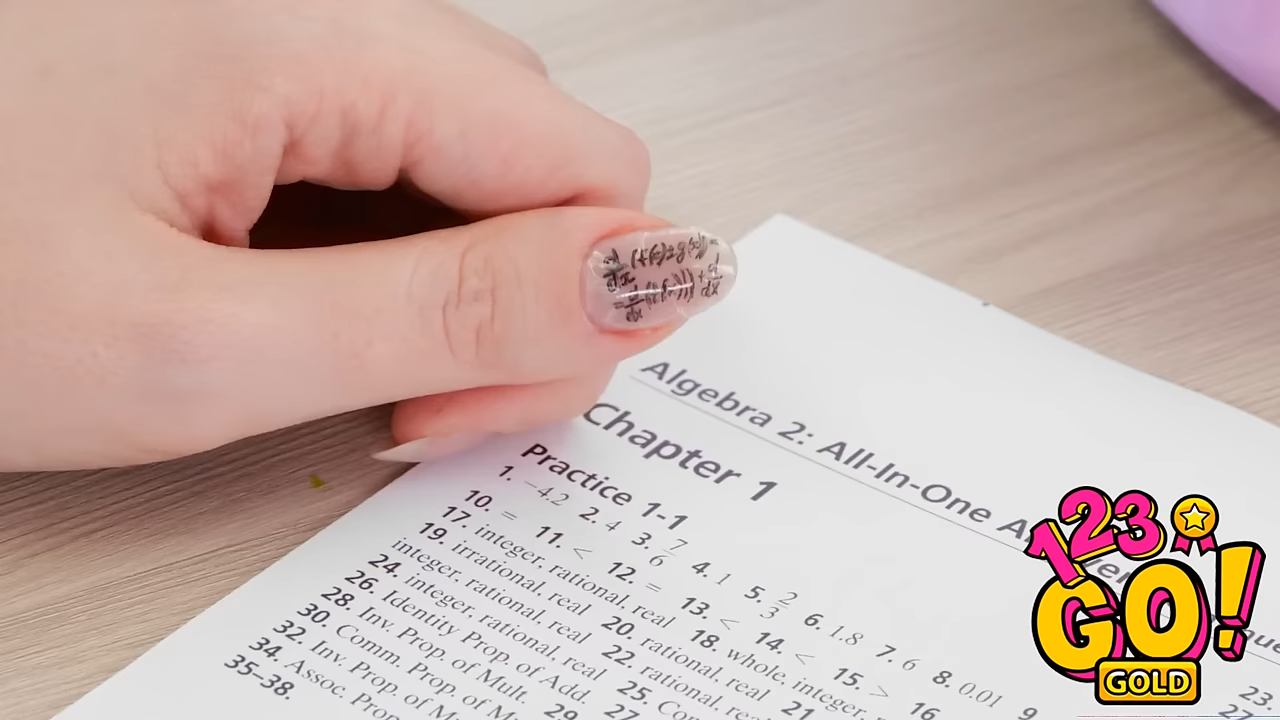 Algebra 2: All-In-One
Chapter 1
Practice 1-1
1. −4.2 2. 4 3. 7/6 4. 1 5. 2/3 6. 1.8 7. 6 8. 0.01 9
10. = 11. < 12. = 13. < 14. < 15. > 16
17. integer, rational, real 18. whole, integer,
19. irrational, real 20. rational, real 21
integer, rational, real 22. rational, real 23.
24. integer, rational, real 25. Con
26. Identity Prop. of Add. 27
28. Inv. Prop. of Mult. 29
30. Comm. Prop. of M
32. Inv. Prop. of M
34. Assoc. Prop
35–38.
27
123 GO!
GOLD